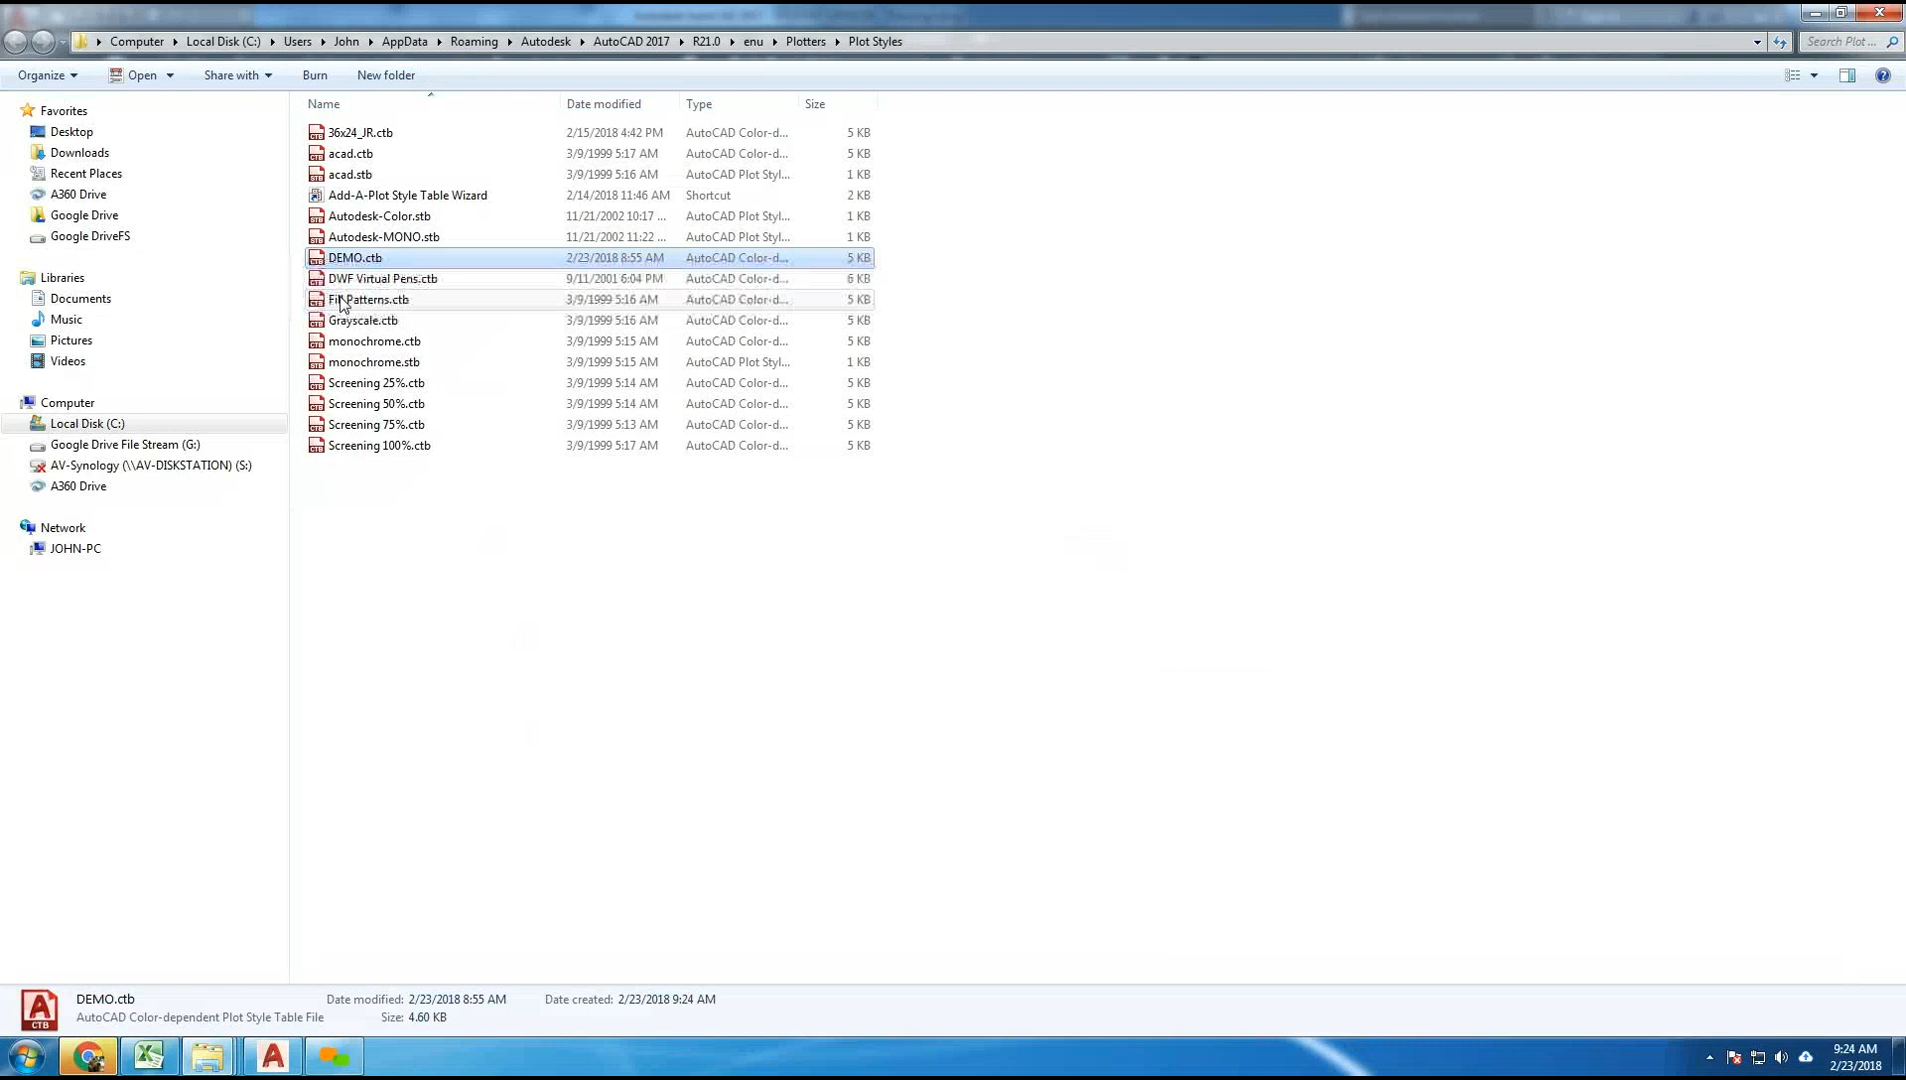 Computer ▸ Local Disk (C:) ▸ Users ▸ John ▸ AppData ▸ Roaming ▸ Autodesk ▸ AutoCAD 2017 ▸ R21.0 ▸ enu ▸ Plotters ▸ Plot Styles
Search Plot ...
Organize Open Share with Burn New folder
Name Date modified Type Size
36x24_JR.ctb 2/15/2018 4:42 PM AutoCAD Color-d... 5 KB
acad.ctb 3/9/1999 5:17 AM AutoCAD Color-d... 5 KB
acad.stb 3/9/1999 5:16 AM AutoCAD Plot Styl... 1 KB
Add-A-Plot Style Table Wizard 2/14/2018 11:46 AM Shortcut 2 KB
Autodesk-Color.stb 11/21/2002 10:17 ... AutoCAD Plot Styl... 1 KB
Autodesk-MONO.stb 11/21/2002 11:22 ... AutoCAD Plot Styl... 1 KB
DEMO.ctb 2/23/2018 8:55 AM AutoCAD Color-d... 5 KB
DWF Virtual Pens.ctb 9/11/2001 6:04 PM AutoCAD Color-d... 6 KB
Fill Patterns.ctb 3/9/1999 5:16 AM AutoCAD Color-d... 5 KB
Grayscale.ctb 3/9/1999 5:16 AM AutoCAD Color-d... 5 KB
monochrome.ctb 3/9/1999 5:15 AM AutoCAD Color-d... 5 KB
monochrome.stb 3/9/1999 5:15 AM AutoCAD Plot Styl... 1 KB
Screening 25%.ctb 3/9/1999 5:14 AM AutoCAD Color-d... 5 KB
Screening 50%.ctb 3/9/1999 5:14 AM AutoCAD Color-d... 5 KB
Screening 75%.ctb 3/9/1999 5:13 AM AutoCAD Color-d... 5 KB
Screening 100%.ctb 3/9/1999 5:17 AM AutoCAD Color-d... 5 KB
Favorites
Desktop
Downloads
Recent Places
A360 Drive
Google Drive
Google DriveFS
Libraries
Documents
Music
Pictures
Videos
Computer
Local Disk (C:)
Google Drive File Stream (G:)
AV-Synology (\\AV-DISKSTATION) (S:)
A360 Drive
Network
JOHN-PC
DEMO.ctb Date modified: 2/23/2018 8:55 AM Date created: 2/23/2018 9:24 AM
AutoCAD Color-dependent Plot Style Table File Size: 4.60 KB
CTB
9:24 AM
2/23/2018